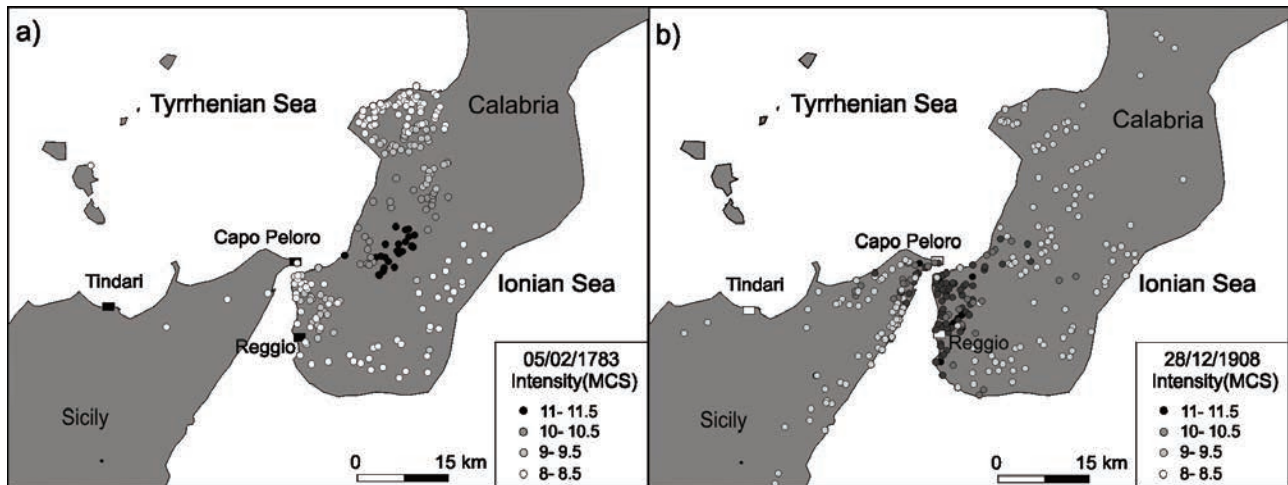 a)
Tyrrhenian Sea
Calabria
Capo Peloro
Tindari
Ionian Sea
Reggio
Sicily
05/02/1783
Intensity(MCS)
11- 11.5
10- 10.5
9- 9.5
8- 8.5
0 15 km
b)
Tyrrhenian Sea
Calabria
Capo Peloro
Tindari
Ionian Sea
Reggio
Sicily
28/12/1908
Intensity(MCS)
11- 11.5
10- 10.5
9- 9.5
8- 8.5
0 15 km